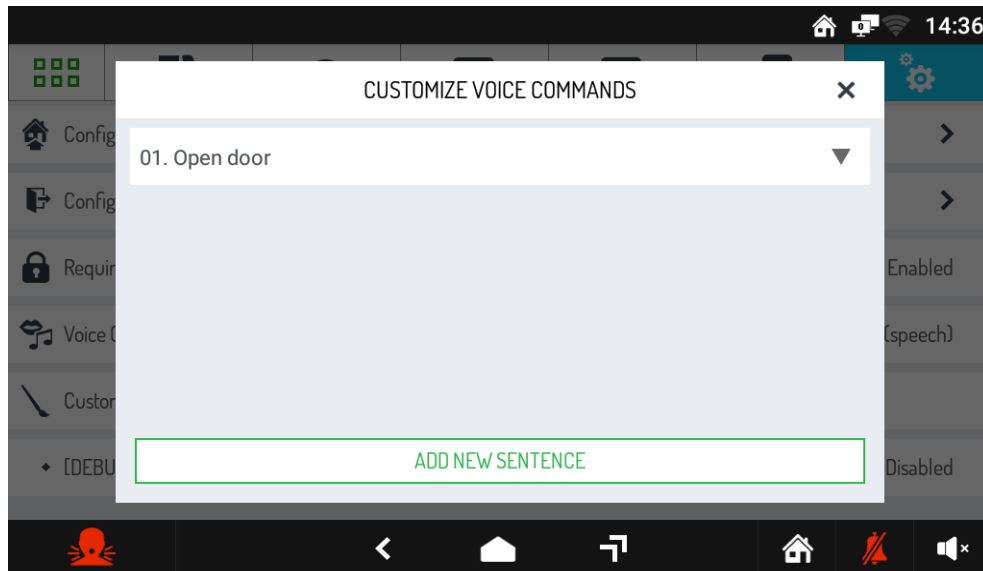 14:36
CUSTOMIZE VOICE COMMANDS
Config
01. Open door
Config
Requir
Enabled
Voice C
(speech)
Custom
ADD NEW SENTENCE
[DEBU
Disabled